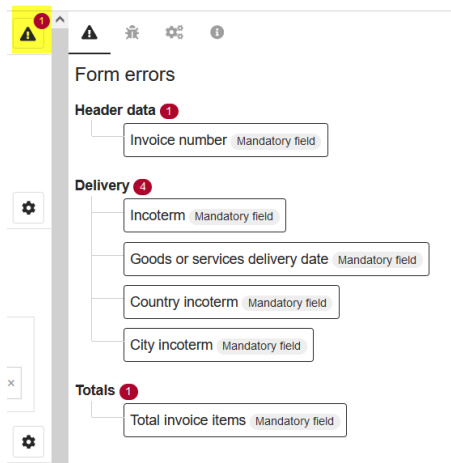 1
Form errors
Header data 1
Invoice number Mandatory field
Delivery 4
Incoterm Mandatory field
Goods or services delivery date Mandatory field
Country incoterm Mandatory field
City incoterm Mandatory field
Totals 1
Total invoice items Mandatory field